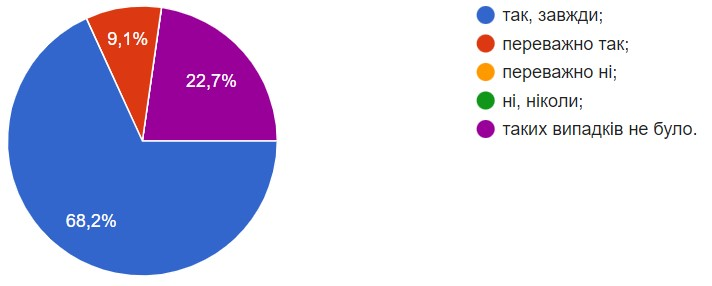 9,1%
22,7%
68,2%
так, завжди;
переважно так;
переважно ні;
ні, ніколи;
таких випадків не було.